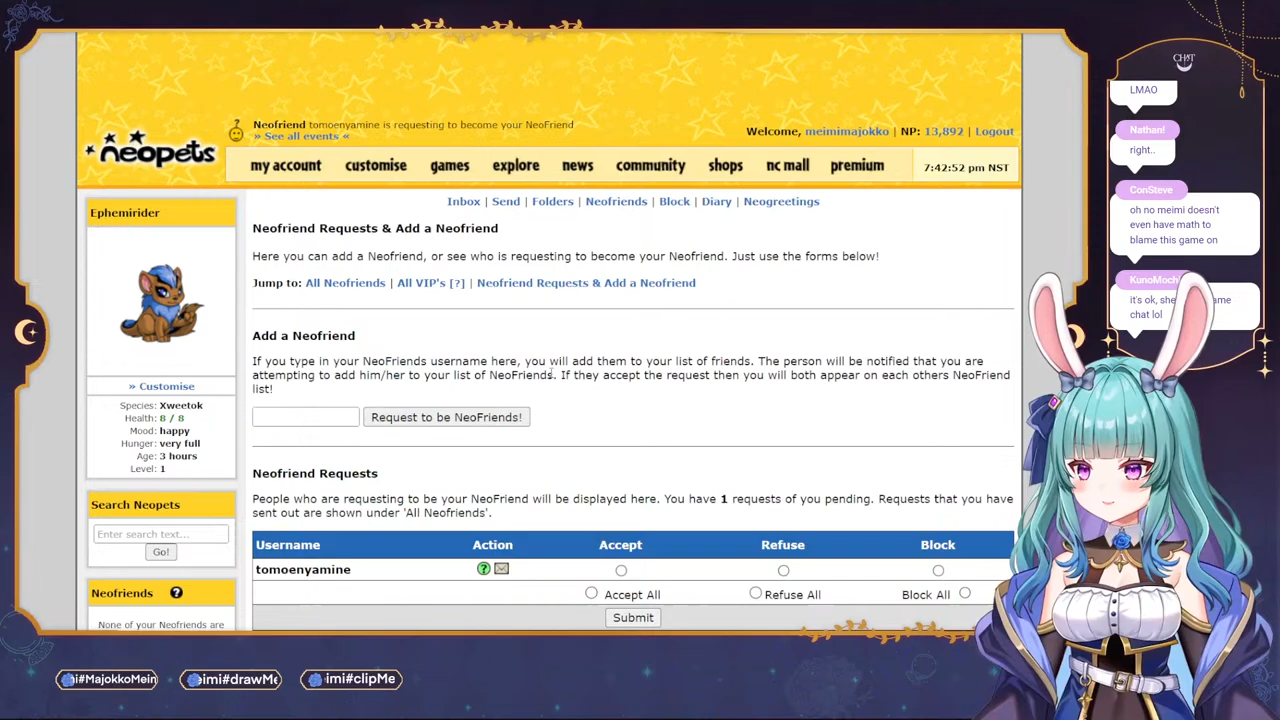 Neofriend tomoenyamine is requesting to become your NeoFriend
» See all events «
Welcome, meimimajokko | NP: 13,892 | Logout
neopets
my account customise games explore news community shops nc mall premium
7:42:52 pm NST
Ephemirider
» Customise
Species: Xweetok
Health: 8 / 8
Mood: happy
Hunger: very full
Age: 3 hours
Level: 1
Search Neopets
Enter search text...
Go!
Neofriends ?
None of your Neofriends are
Inbox | Send | Folders | Neofriends | Block | Diary | Neogreetings
Neofriend Requests & Add a Neofriend
Here you can add a Neofriend, or see who is requesting to become your Neofriend. Just use the forms below!
Jump to: All Neofriends | All VIP's [?] | Neofriend Requests & Add a Neofriend
Add a Neofriend
If you type in your NeoFriends username here, you will add them to your list of friends. The person will be notified that you are
attempting to add him/her to your list of NeoFriends. If they accept the request then you will both appear on each others NeoFriend
list!
Request to be NeoFriends!
Neofriend Requests
People who are requesting to be your NeoFriend will be displayed here. You have 1 requests of you pending. Requests that you have
sent out are shown under 'All Neofriends'.
Username Action Accept Refuse Block
tomoenyamine ?
Accept All Refuse All Block All
Submit
CHAT
LMAO
Nathan!
right..
ConSteve
oh no meimi doesn't
even have math to
blame this game on
it's ok, she
chat lol